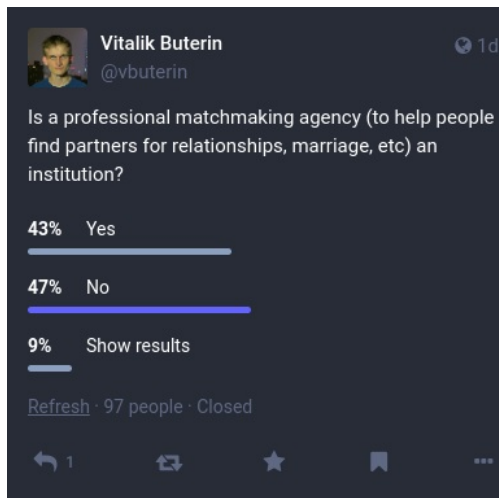 Vitalik Buterin
1d
@vbuterin
Is a professional matchmaking agency (to help people
find partners for relationships, marriage, etc) an
institution?
43% Yes
47% No
9% Show results
Refresh · 97 people · Closed
1